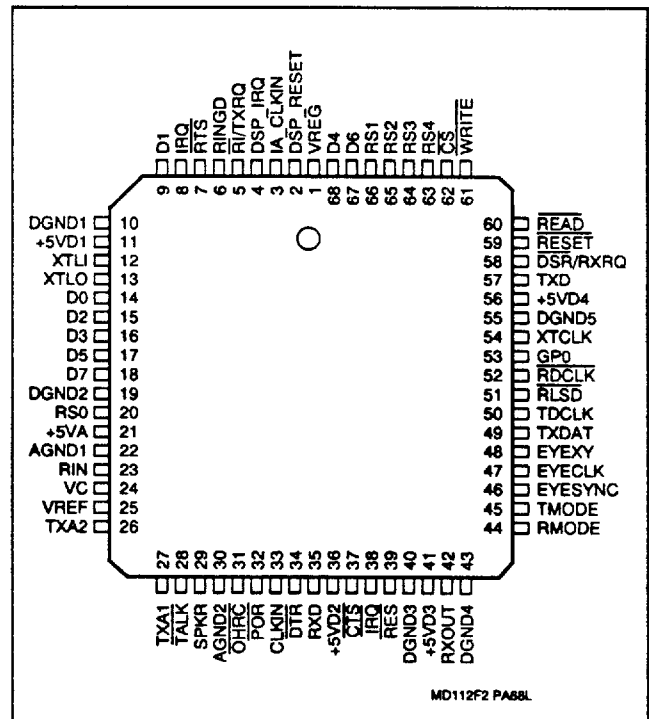 D1 IRQ RTS RINGD RI/TXRQ DSP_IRQ IA_CLKIN DSP_RESET VREG D4 D6 RS1 RS2 RS3 RS4 CS WRITE
9 8 7 6 5 4 3 2 1 68 67 66 65 64 63 62 61
DGND1 10
+5VD1 11
XTLI 12
XTLO 13
D0 14
D2 15
D3 16
D5 17
D7 18
DGND2 19
RS0 20
+5VA 21
AGND1 22
RIN 23
VC 24
VREF 25
TXA2 26
60 READ
59 RESET
58 DSR/RXRQ
57 TXD
56 +5VD4
55 DGND5
54 XTCLK
53 GP0
52 RDCLK
51 RLSD
50 TDCLK
49 TXDAT
48 EYEXY
47 EYECLK
46 EYESYNC
45 TMODE
44 RMODE
27 28 29 30 31 32 33 34 35 36 37 38 39 40 41 42 43
TXA1 TALK SPKR AGND2 OHRC POR CLKIN DTR RXD +5VD2 CTS IRQ RES DGND3 +5VD3 RXOUT DGND4
MD112F2 PA68L